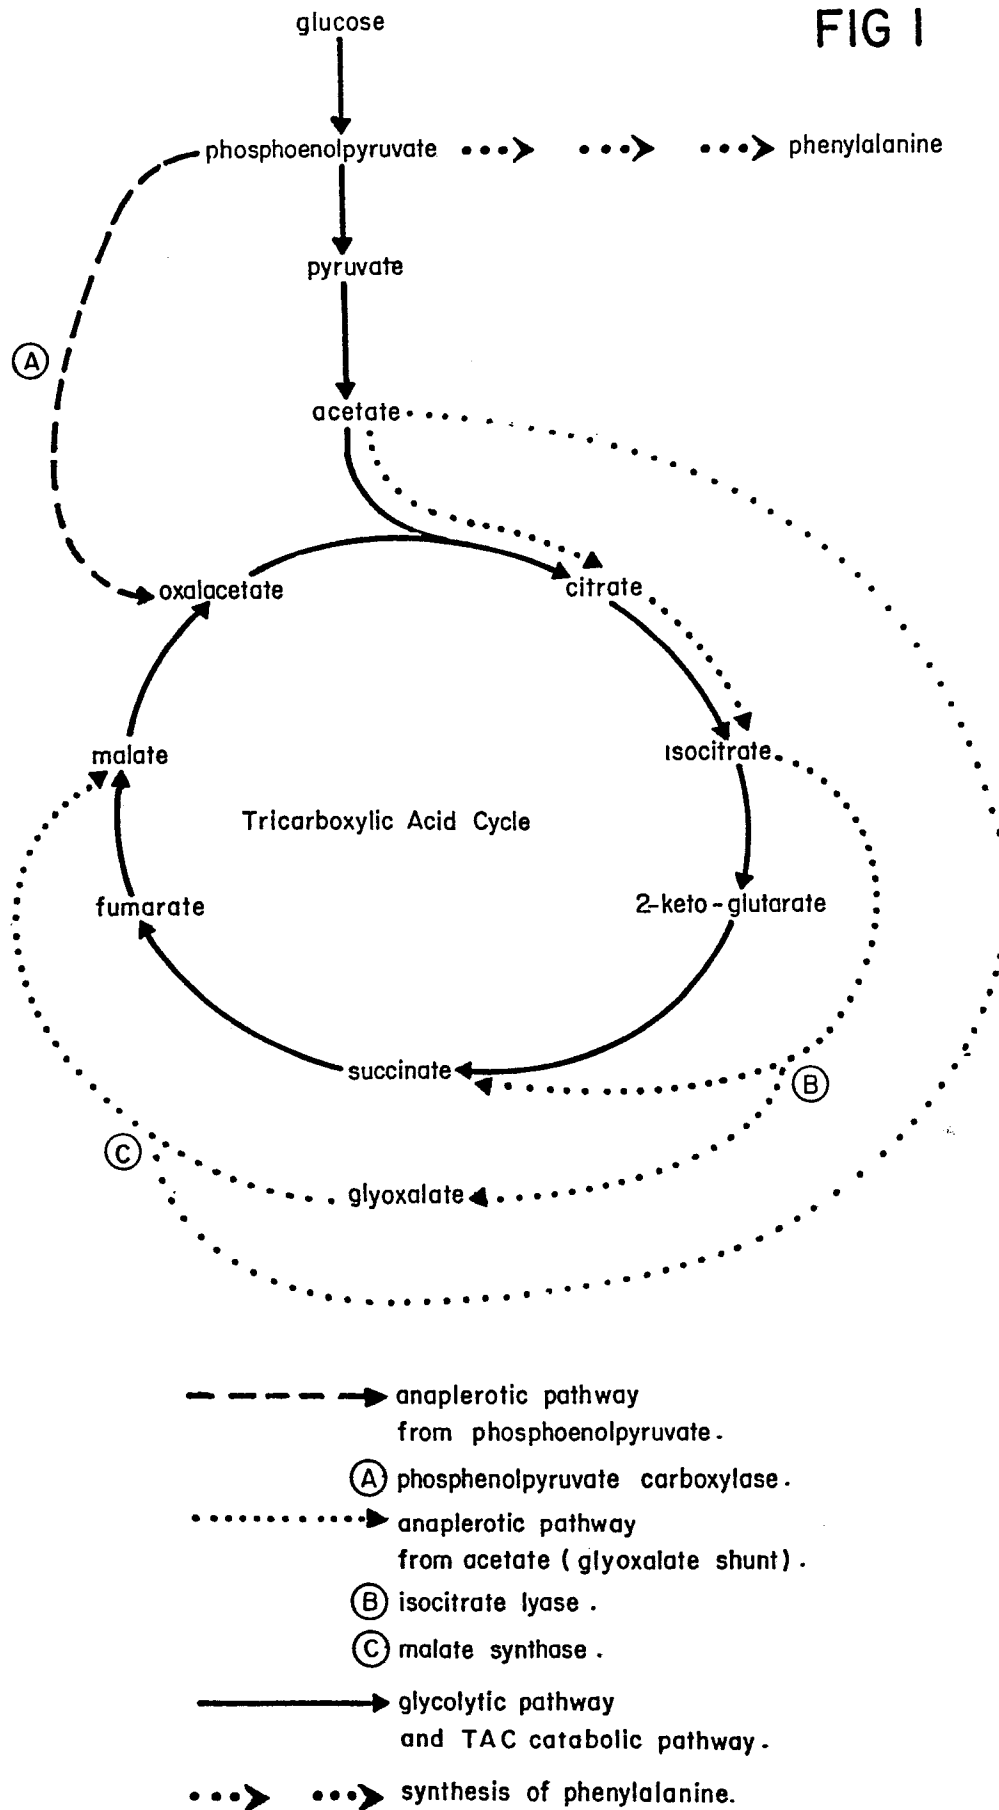 glucose
FIG 1
phosphoenolpyruvate
phenylalanine
pyruvate
A
acetate
oxalacetate
citrate
malate
isocitrate
Tricarboxylic Acid Cycle
fumarate
2-keto-glutarate
succinate
B
C
glyoxalate
anaplerotic pathway
from phosphoenolpyruvate.
A phosphenolpyruvate carboxylase.
anaplerotic pathway
from acetate (glyoxalate shunt).
B isocitrate lyase.
C malate synthase.
glycolytic pathway
and TAC catabolic pathway.
synthesis of phenylalanine.